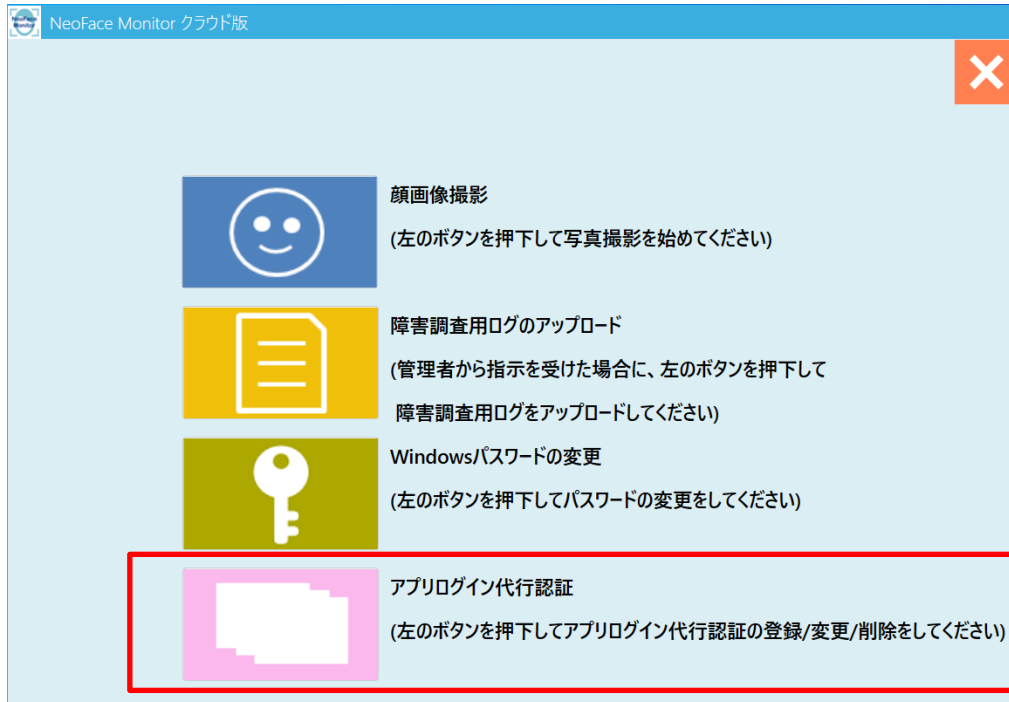 NeoFace Monitor
NeoFace Monitor クラウド版
顔画像撮影
(左のボタンを押下して写真撮影を始めてください)
障害調査用ログのアップロード
(管理者から指示を受けた場合に、左のボタンを押下して
障害調査用ログをアップロードしてください)
Windowsパスワードの変更
(左のボタンを押下してパスワードの変更をしてください)
アプリログイン代行認証
(左のボタンを押下してアプリログイン代行認証の登録/変更/削除をしてください)